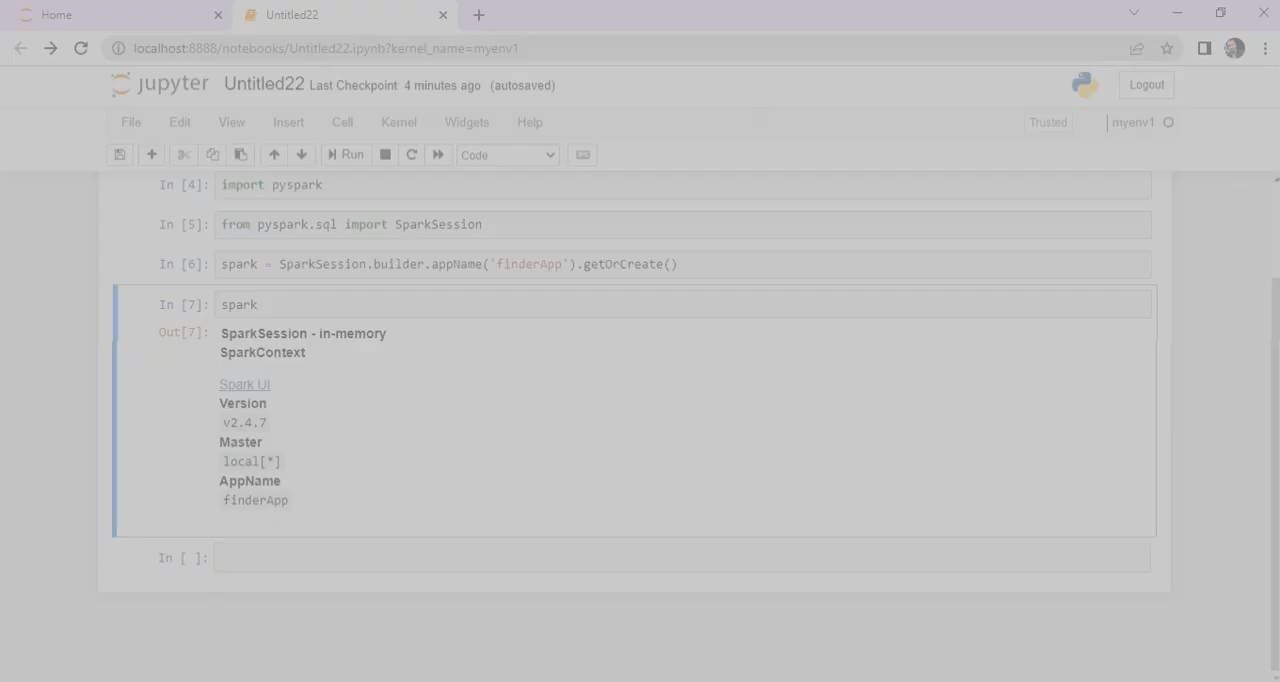 Home
Untitled22
localhost:8888/notebooks/Untitled22.ipynb?kernel_name=myenv1
jupyter Untitled22 Last Checkpoint: 4 minutes ago (autosaved)
Logout
File Edit View Insert Cell Kernel Widgets Help
Trusted
myenv1
Run
Code
In [4]: import pyspark
In [5]: from pyspark.sql import SparkSession
In [6]: spark = SparkSession.builder.appName('finderApp').getOrCreate()
In [7]: spark
Out[7]: SparkSession - in-memory
SparkContext
Spark UI
Version
v2.4.7
Master
local[*]
AppName
finderApp
In [ ]: